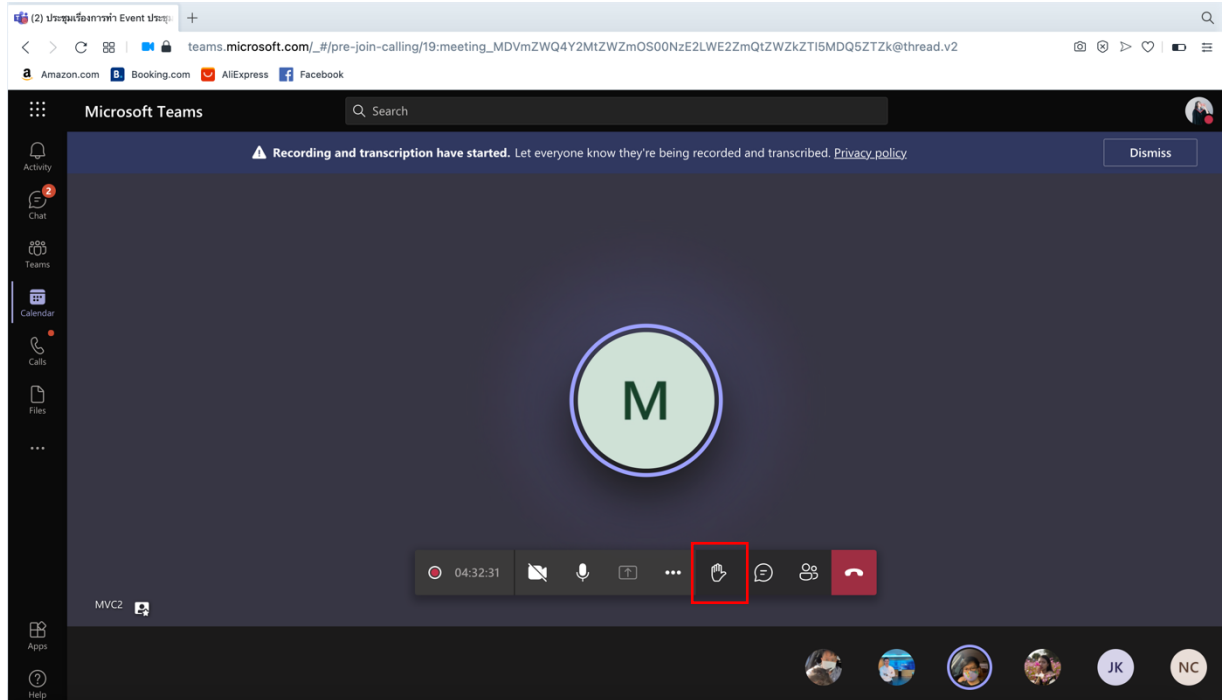 (2) ประชุมเรื่องการทำ Event ประชุ
teams.microsoft.com/_#/pre-join-calling/19:meeting_MDVmZWQ4Y2MtZWZmOS00NzE2LWE2ZmQtZWZkZTI5MDQ5ZTZk@thread.v2
a Amazon.com B. Booking.com AliExpress f Facebook
Microsoft Teams
Search
Recording and transcription have started. Let everyone know they're being recorded and transcribed. Privacy policy
Dismiss
Activity
2
Chat
Teams
Calendar
Calls
Files
M
04:32:31
MVC2
Apps
Help
JK
NC